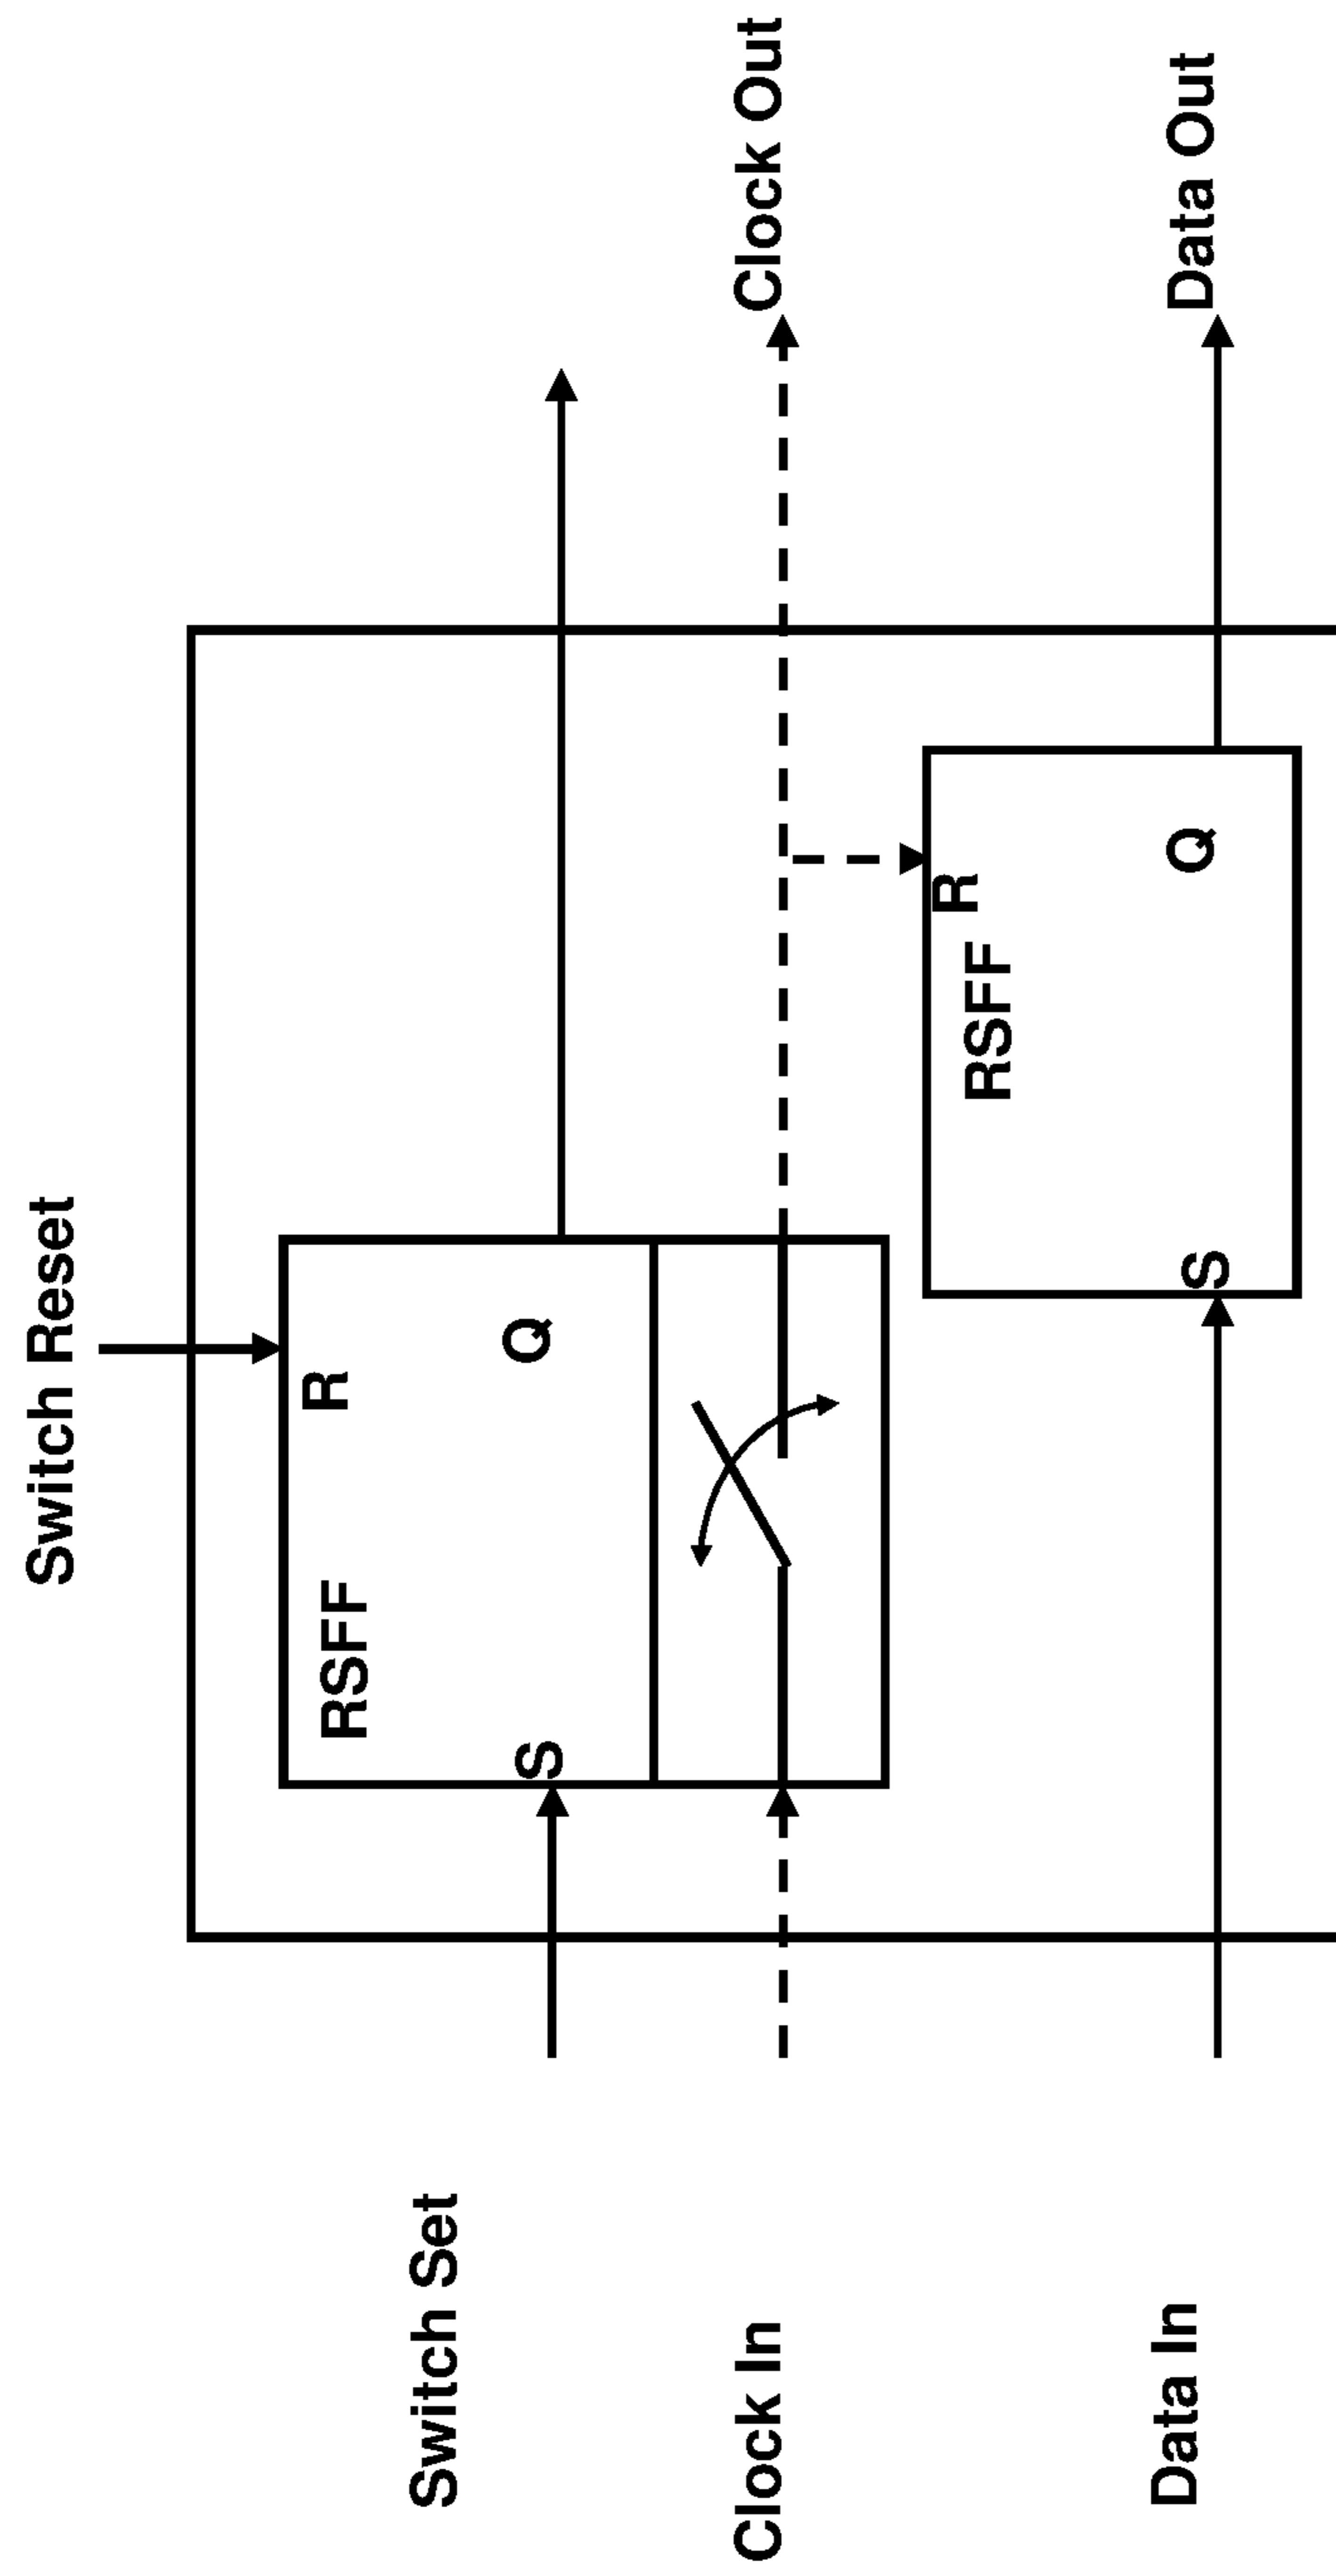 Switch Reset
R
RSFF
Switch Set
S
Q
Clock In
Clock Out
R
RSFF
Data In
S
Q
Data Out